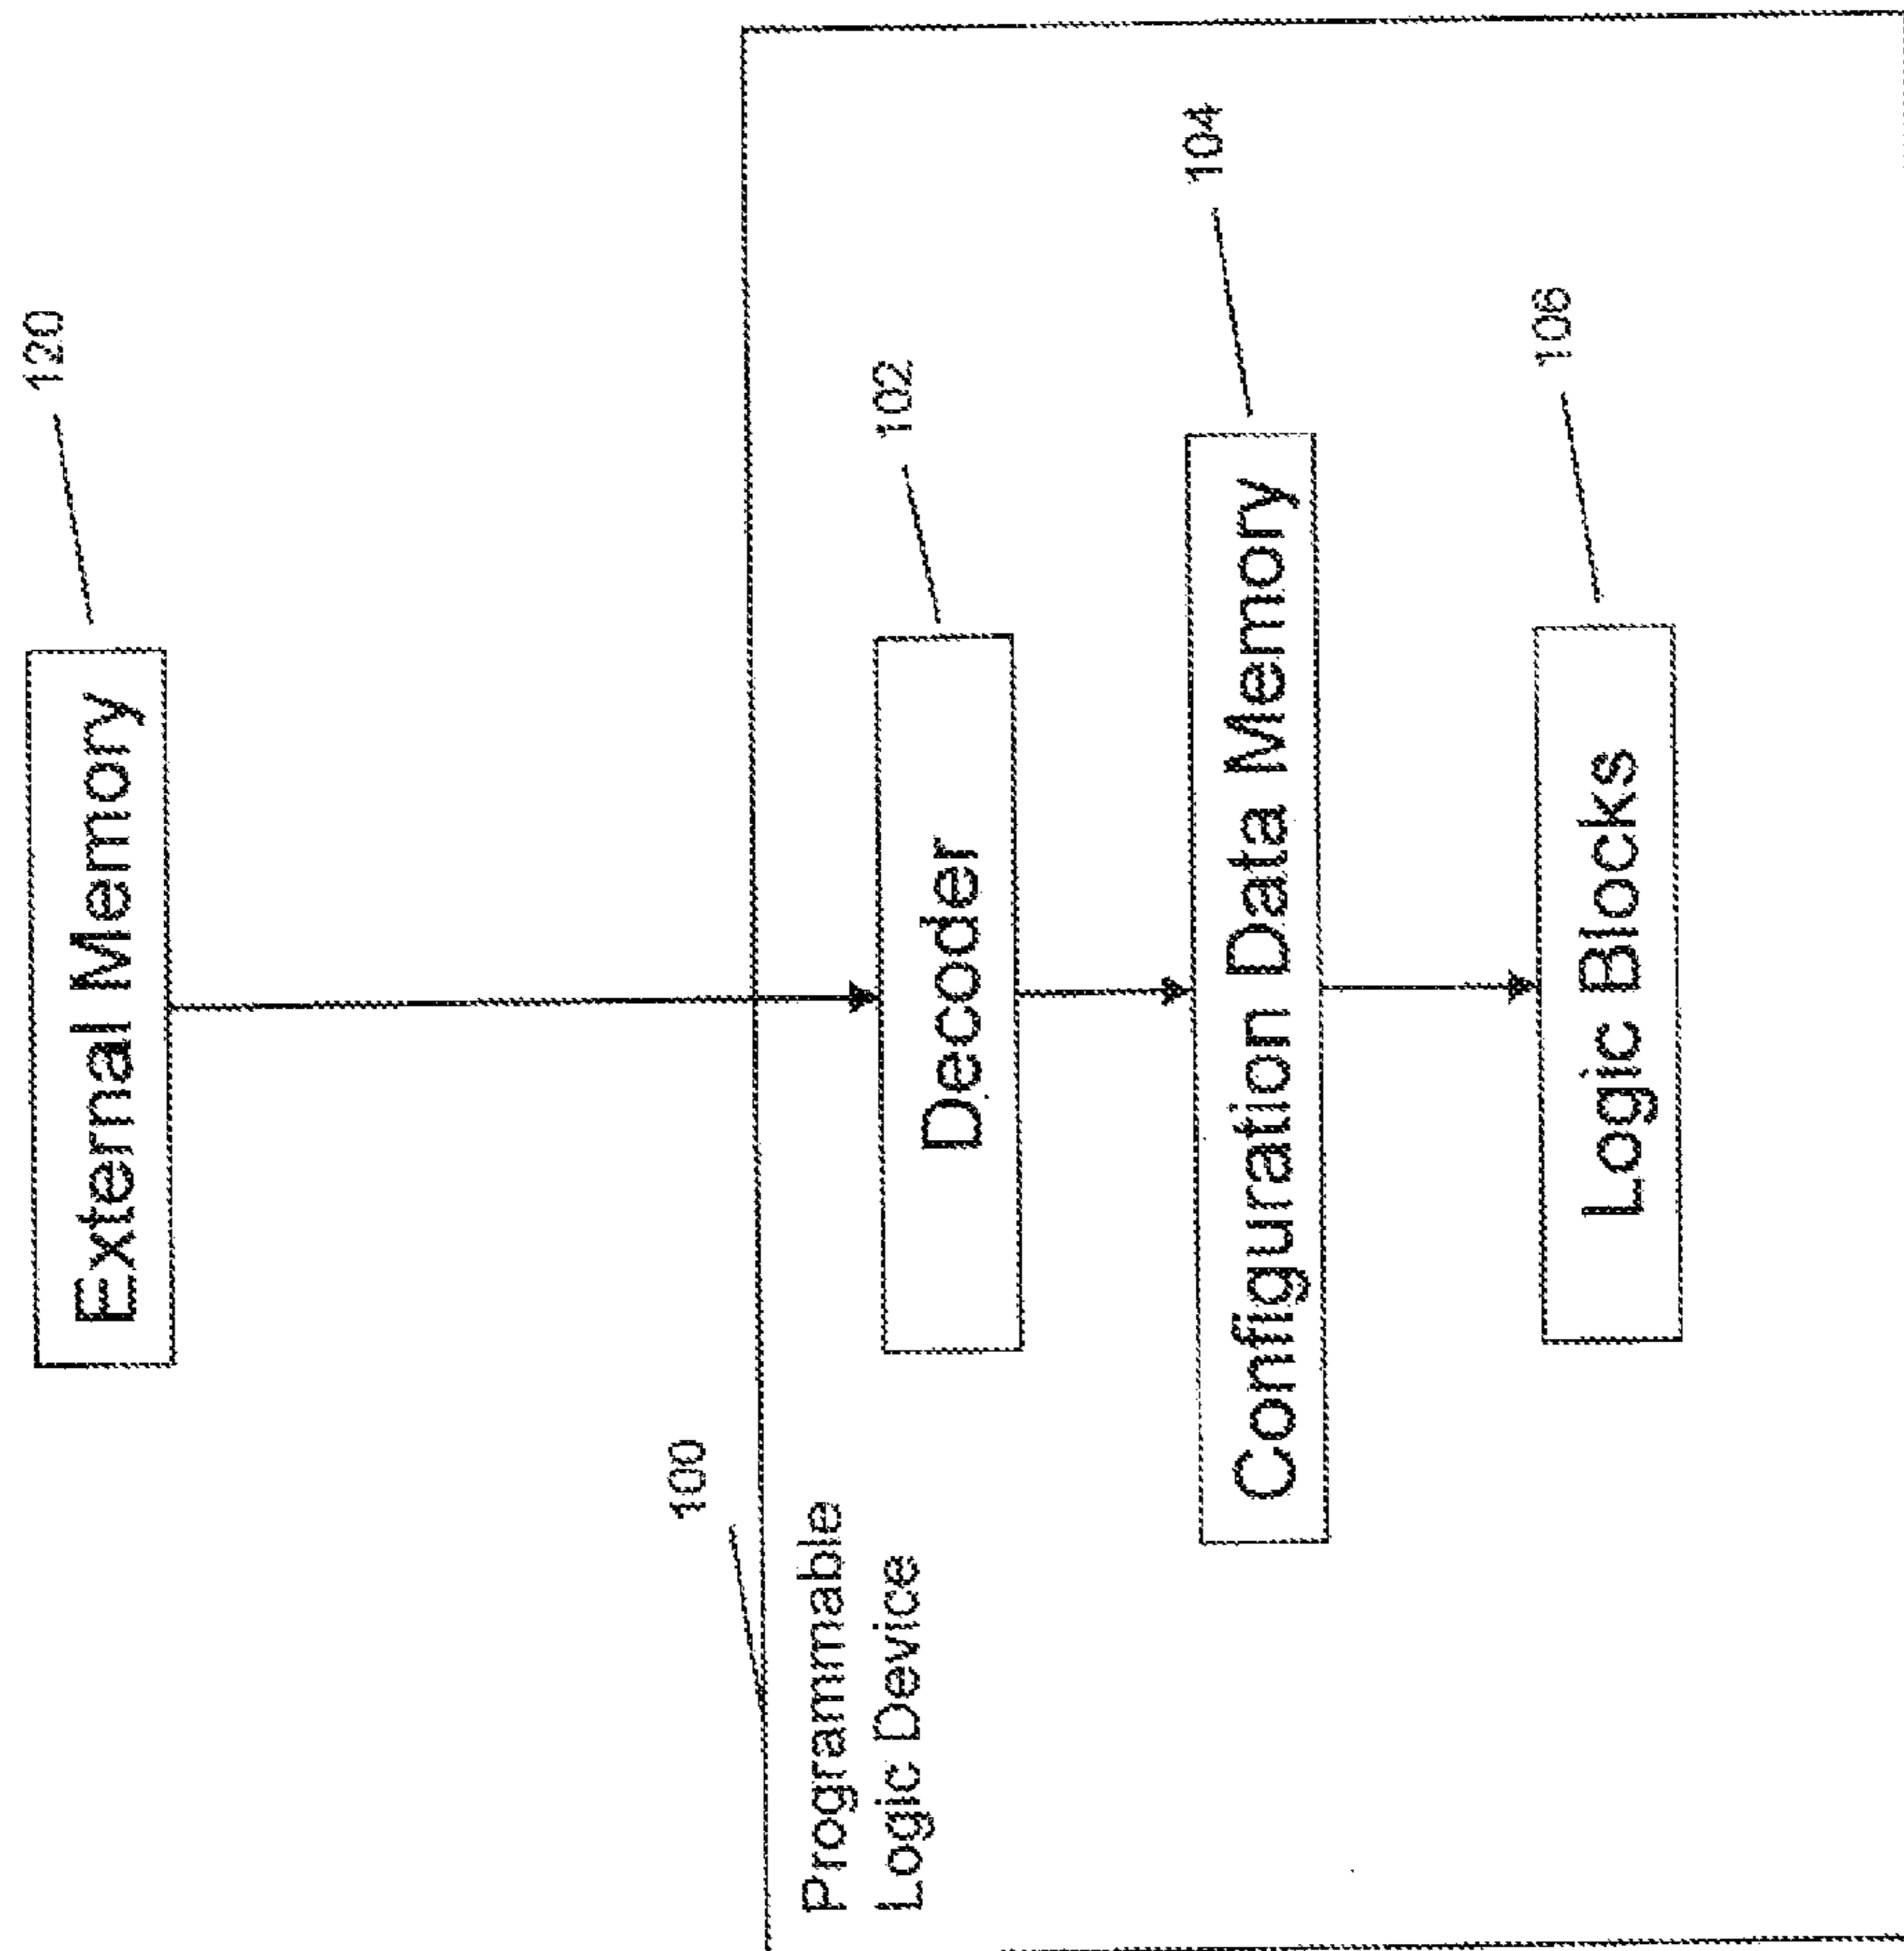 External Memory
120
100
Programmable
Logic Device
Decoder
102
Configuration Data Memory
104
Logic Blocks
106